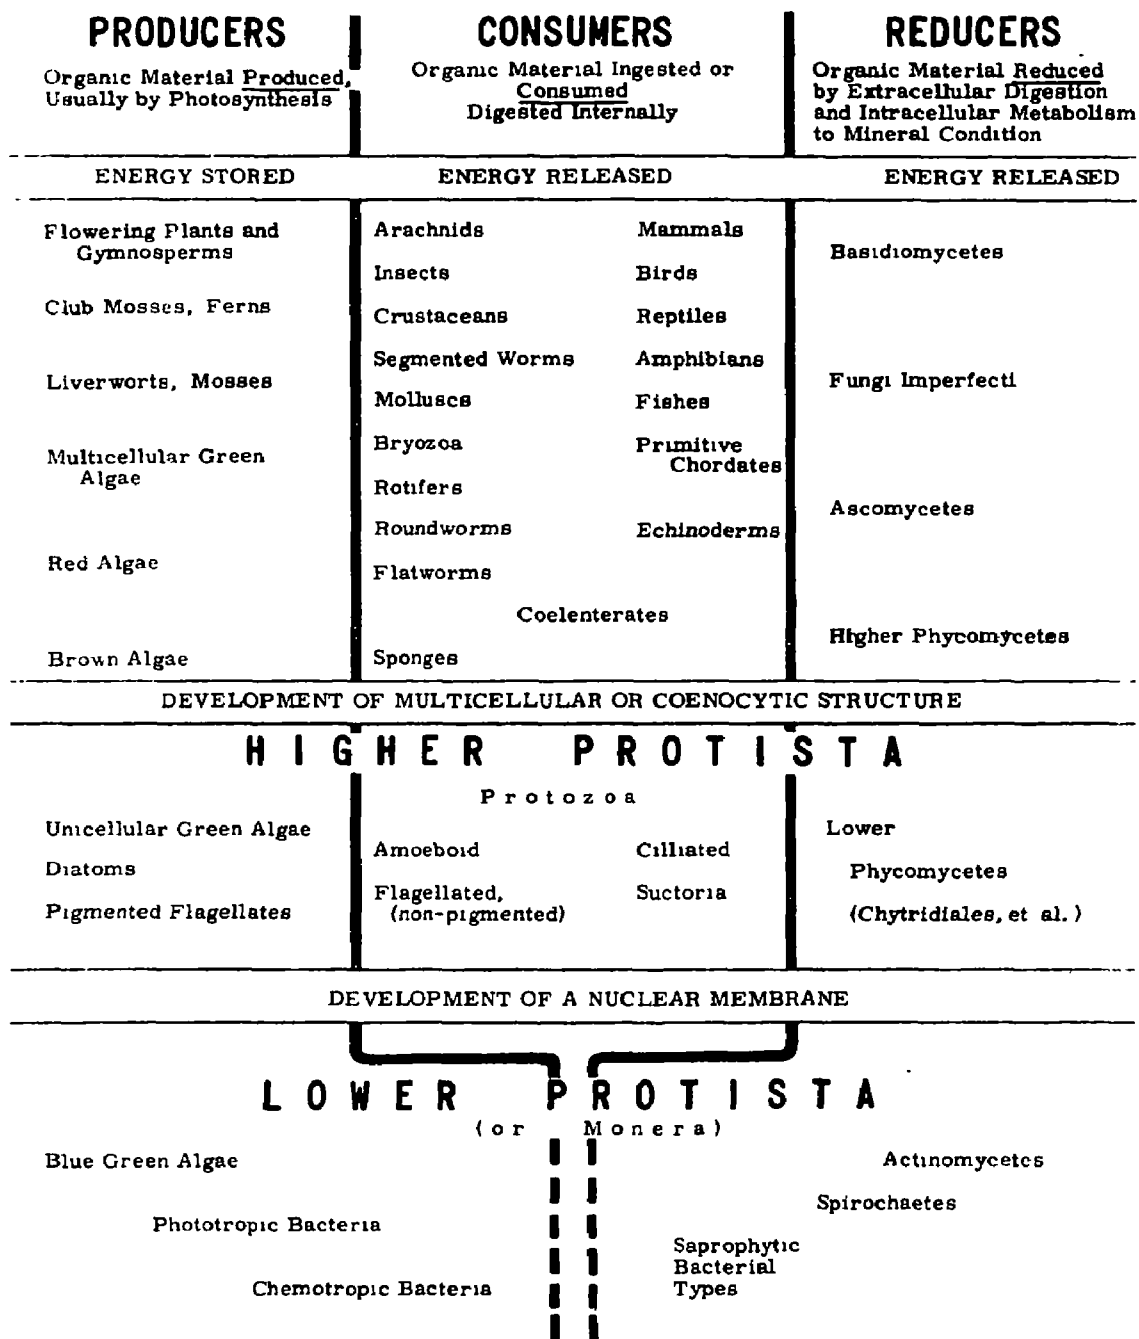 PRODUCERS
Organic Material Produced,
Usually by Photosynthesis
CONSUMERS
Organic Material Ingested or
Consumed
Digested Internally
REDUCERS
Organic Material Reduced
by Extracellular Digestion
and Intracellular Metabolism
to Mineral Condition
ENERGY STORED
ENERGY RELEASED
ENERGY RELEASED
Flowering Plants and
Gymnosperms
Club Mosses, Ferns
Liverworts, Mosses
Multicellular Green
Algae
Red Algae
Brown Algae
Arachnids
Insects
Crustaceans
Segmented Worms
Molluscs
Bryozoa
Rotifers
Roundworms
Flatworms
Mammals
Birds
Reptiles
Amphibians
Fishes
Primitive
Chordates
Echinoderms
Coelenterates
Sponges
Basidiomycetes
Fungi Imperfecti
Ascomycetes
Higher Phycomycetes
DEVELOPMENT OF MULTICELLULAR OR COENOCYTIC STRUCTURE
HIGHER PROTISTA
Protozoa
Unicellular Green Algae
Diatoms
Pigmented Flagellates
Amoeboid
Flagellated,
(non-pigmented)
Cilliated
Suctoria
Lower
Phycomycetes
(Chytridiales, et al.)
DEVELOPMENT OF A NUCLEAR MEMBRANE
LOWER PROTISTA
(or Monera)
Blue Green Algae
Phototropic Bacteria
Chemotropic Bacteria
Actinomycetes
Spirochaetes
Saprophytic
Bacterial
Types